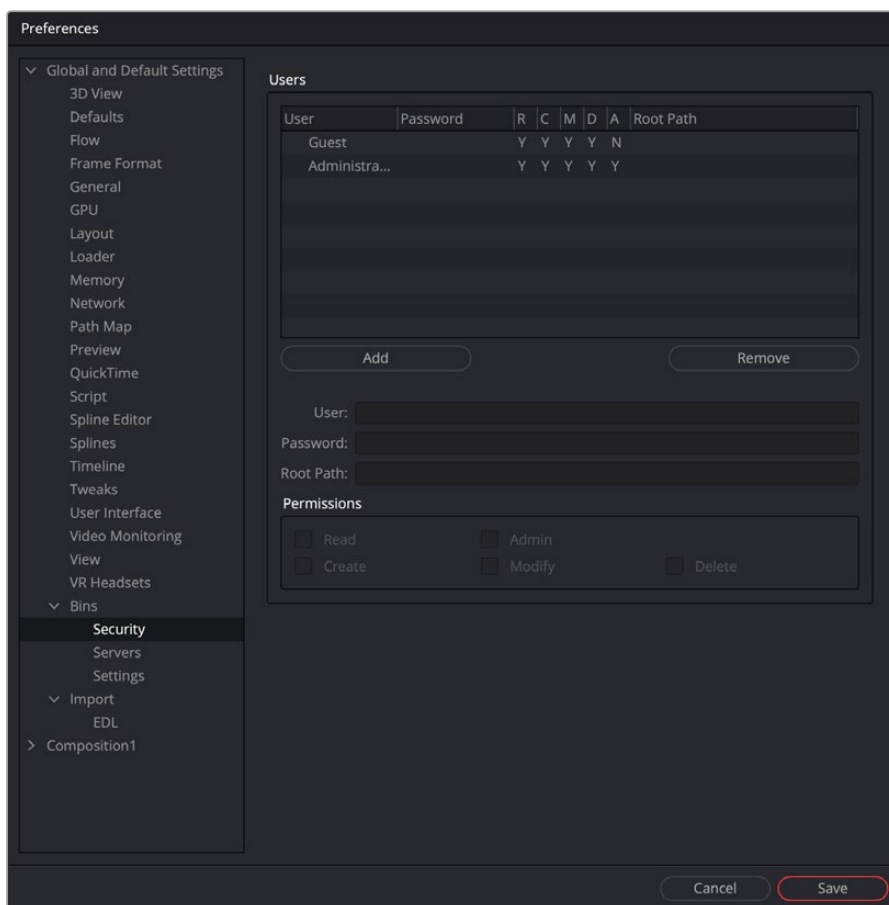 Preferences
Global and Default Settings
3D View
Defaults
Flow
Frame Format
General
GPU
Layout
Loader
Memory
Network
Path Map
Preview
QuickTime
Script
Spline Editor
Splines
Timeline
Tweaks
User Interface
Video Monitoring
View
VR Headsets
Bins
Security
Servers
Settings
Import
EDL
Composition1
Users
User Password R C M D A Root Path
Guest Y Y Y Y N
Administra... Y Y Y Y Y
Add Remove
User:
Password:
Root Path:
Permissions
Read Admin
Create Modify Delete
Cancel Save